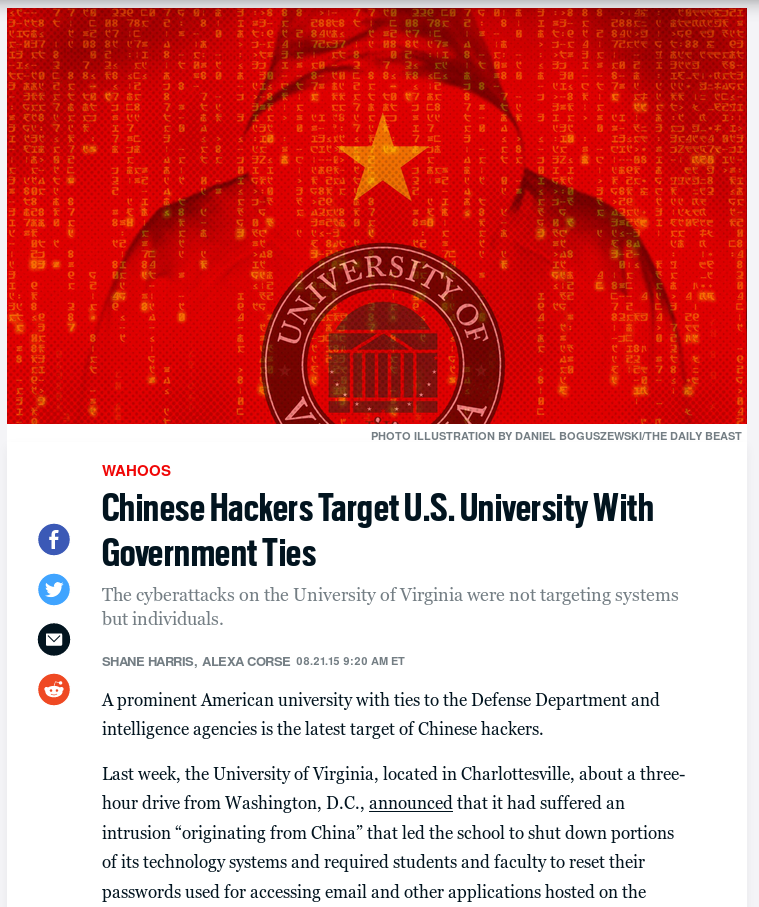 UNIVERSITY OF
PHOTO ILLUSTRATION BY DANIEL BOGUSZEWSKI/THE DAILY BEAST
WAHOOS
Chinese Hackers Target U.S. University With
Government Ties
The cyberattacks on the University of Virginia were not targeting systems
but individuals.
SHANE HARRIS, ALEXA CORSE 08.21.15 9:20 AM ET
A prominent American university with ties to the Defense Department and
intelligence agencies is the latest target of Chinese hackers.
Last week, the University of Virginia, located in Charlottesville, about a three-
hour drive from Washington, D.C., announced that it had suffered an
intrusion “originating from China” that led the school to shut down portions
of its technology systems and required students and faculty to reset their
passwords used for accessing email and other applications hosted on the